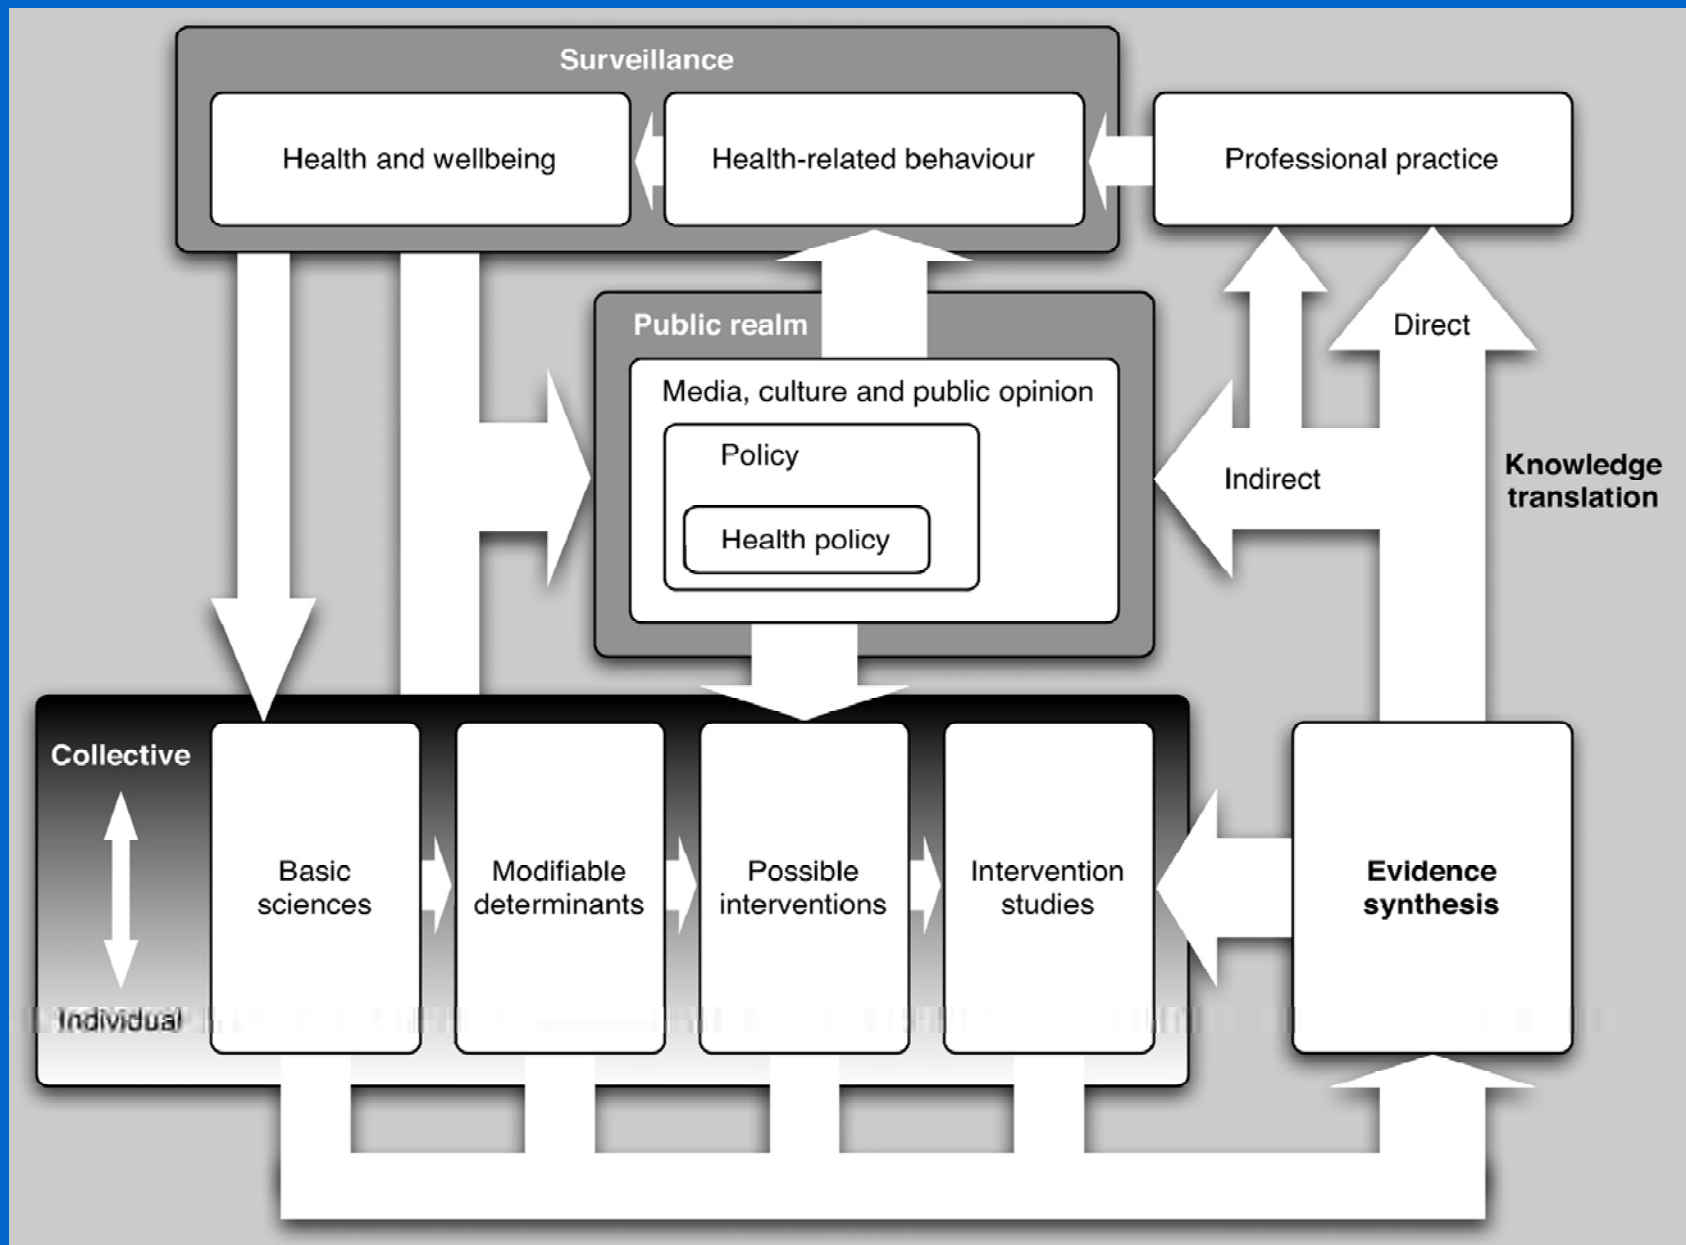 Surveillance
Health and wellbeing
Health-related behaviour
Professional practice
Public realm
Direct
Media, culture and public opinion
Policy
Indirect
Knowledge
translation
Health policy
Collective
Basic
sciences
Modifiable
determinants
Possible
interventions
Intervention
studies
Evidence
synthesis
Individual